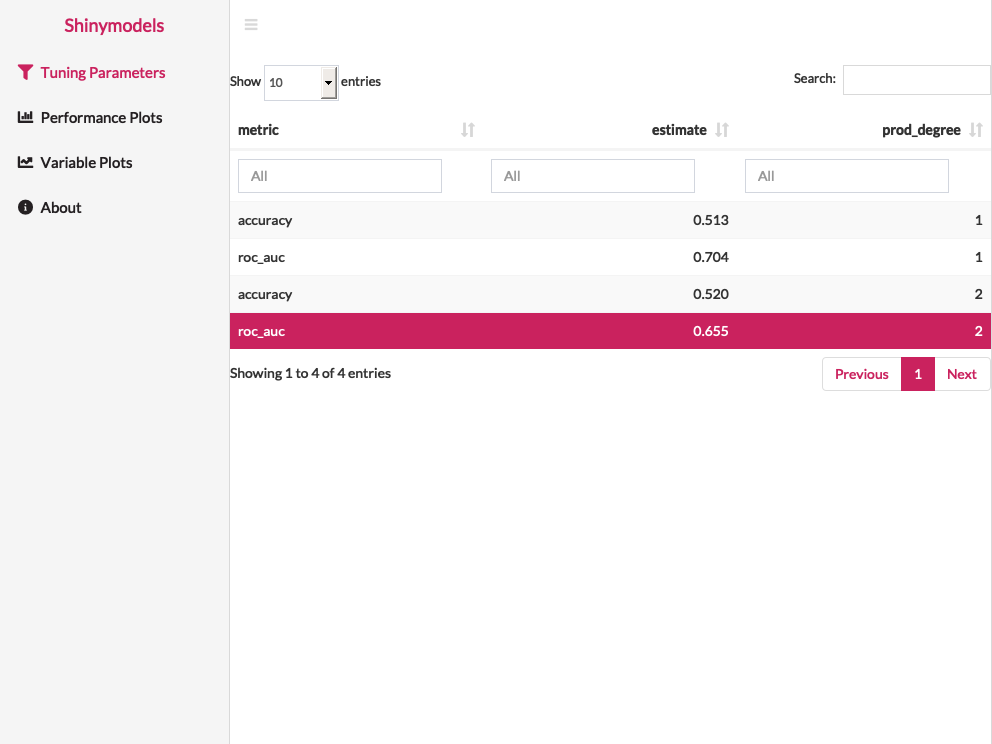 Shinymodels
Tuning Parameters
Performance Plots
Variable Plots
About
Show 10 entries
Search:
metric estimate prod_degree
All All All
accuracy 0.513 1
roc_auc 0.704 1
accuracy 0.520 2
roc_auc 0.655 2
Showing 1 to 4 of 4 entries
Previous 1 Next